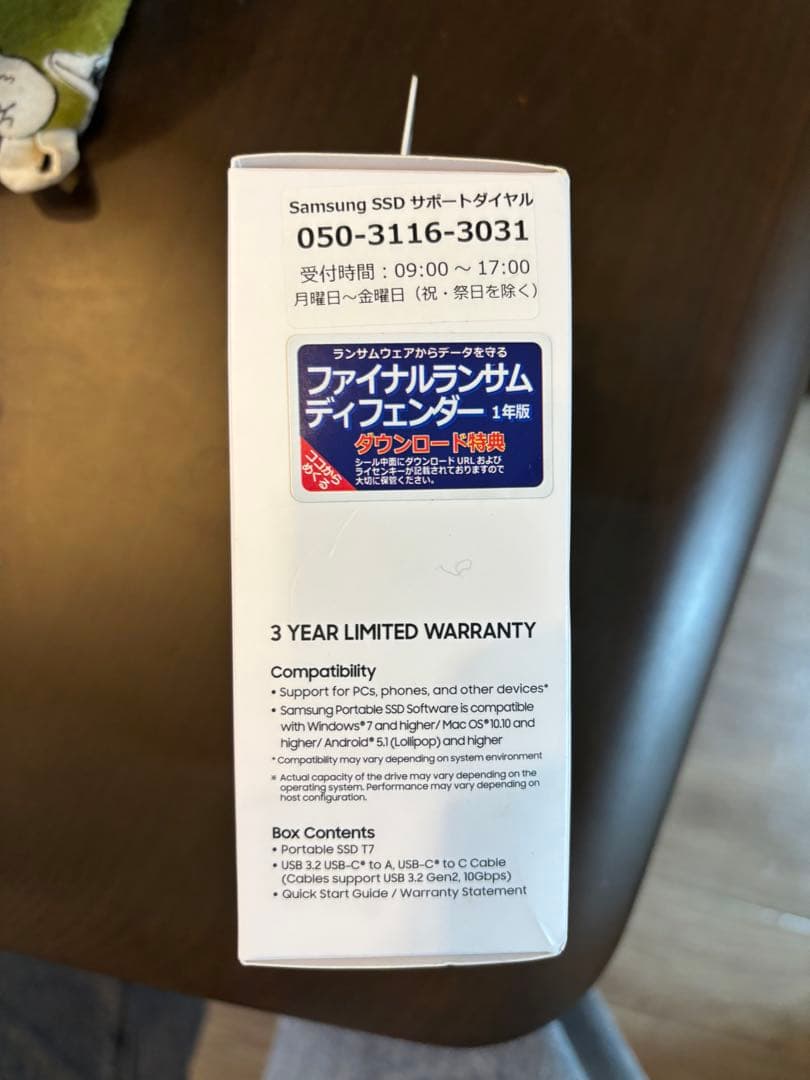 Samsung SSD サポートダイヤル
050-3116-3031
受付時間：09:00 ～ 17:00
月曜日～金曜日（祝・祭日を除く）
ランサムウェアからデータを守る
ファイナルランサム
ディフェンダー 1年版
ダウンロード特典
ココから
めくる
シール中面にダウンロード URL および
ライセンキーが記載されておりますので
大切に保管ください。
3 YEAR LIMITED WARRANTY
Compatibility
• Support for PCs, phones, and other devices*
• Samsung Portable SSD Software is compatible
with Windows® 7 and higher/ Mac OS® 10.10 and
higher/ Android® 5.1 (Lollipop) and higher
* Compatibility may vary depending on system environment
※ Actual capacity of the drive may vary depending on the
operating system. Performance may vary depending on
host configuration.
Box Contents
• Portable SSD T7
• USB 3.2 USB-C® to A, USB-C® to C Cable
(Cables support USB 3.2 Gen2, 10Gbps)
• Quick Start Guide / Warranty Statement